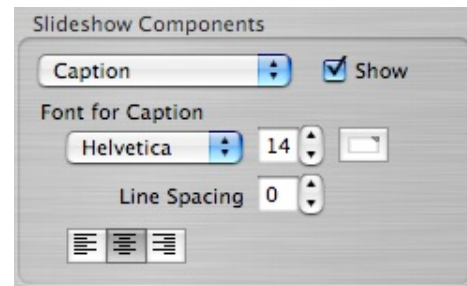 Slideshow Components
Caption Show
Font for Caption
Helvetica 14
Line Spacing 0